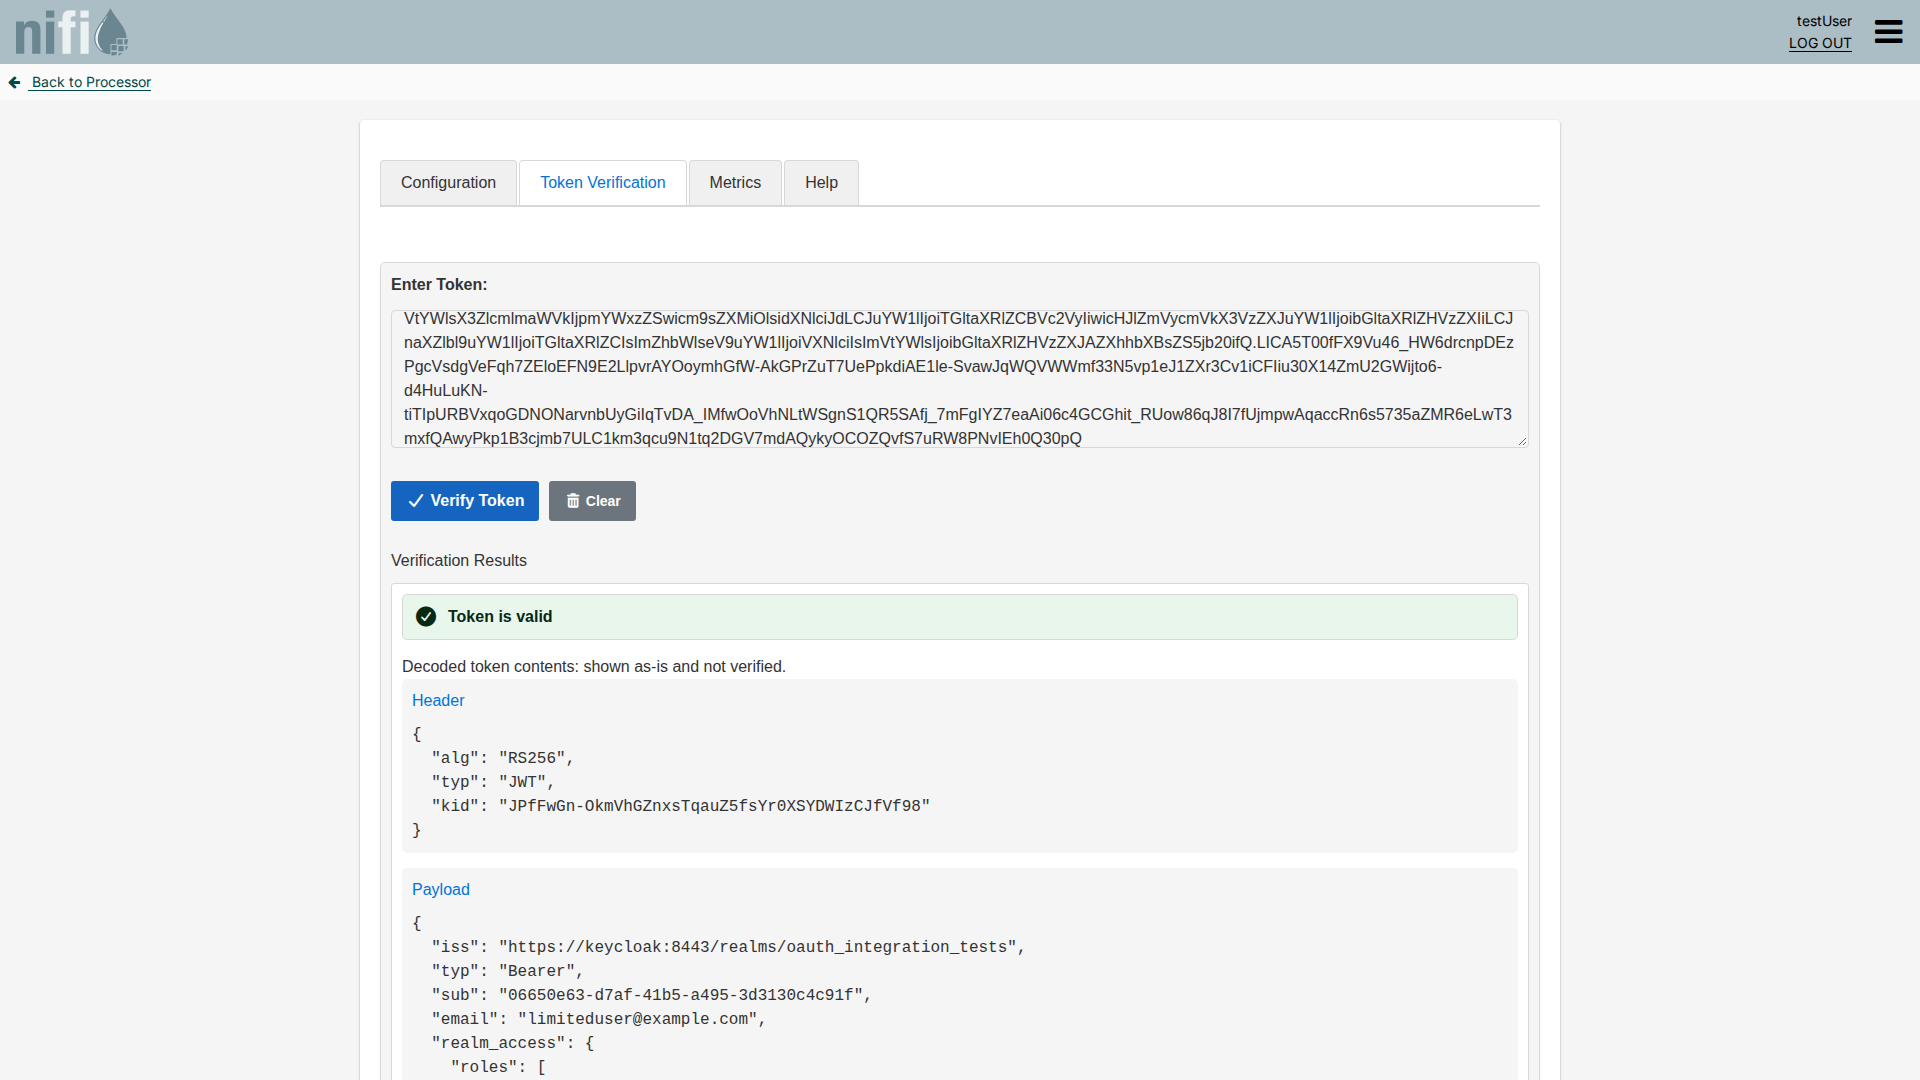 nifi
testUser
LOG OUT
Back to Processor
Configuration
Token Verification
Metrics
Help
Enter Token:
VtYWlsX3ZlcmlmaWVkIjpmYWxzZSwicm9sZXMiOlsidXNlciJdLCJuYW1lIjoiTGltaXRlZCBVc2VyIiwicHJlZmVycmVkX3VzZXJuYW1lIjoibGltaXRlZHVzZXIiLCJ
naXZlbl9uYW1lIjoiTGltaXRlZCIsImZhbWlseV9uYW1lIjoiVXNlciIsImVtYWlsIjoibGltaXRlZHVzZXJAZXhhbXBsZS5jb20ifQ.LICA5T00fFX9Vu46_HW6drcnpDEz
PgcVsdgVeFqh7ZEloEFN9E2LlpvrAYOoymhGfW-AkGPrZuT7UePpkdiAE1le-SvawJqWQVWWmf33N5vp1eJ1ZXr3Cv1iCFIiu30X14ZmU2GWijto6-
d4HuLuKN-
tiTIpURBVxqoGDNONarvnbUyGiIqTvDA_IMfwOoVhNLtWSgnS1QR5SAfj_7mFgIYZ7eaAi06c4GCGhit_RUow86qJ8I7fUjmpwAqaccRn6s5735aZMR6eLwT3
mxfQAwyPkp1B3cjmb7ULC1km3qcu9N1tq2DGV7mdAQykyOCOZQvfS7uRW8PNvIEh0Q30pQ
Verify Token
Clear
Verification Results
Token is valid
Decoded token contents: shown as-is and not verified.
Header
{
"alg": "RS256",
"typ": "JWT",
"kid": "JPfFwGn-OkmVhGZnxsTqauZ5fsYr0XSYDWIzCJfVf98"
}
Payload
{
"iss": "https://keycloak:8443/realms/oauth_integration_tests",
"typ": "Bearer",
"sub": "06650e63-d7af-41b5-a495-3d3130c4c91f",
"email": "limiteduser@example.com",
"realm_access": {
"roles": [